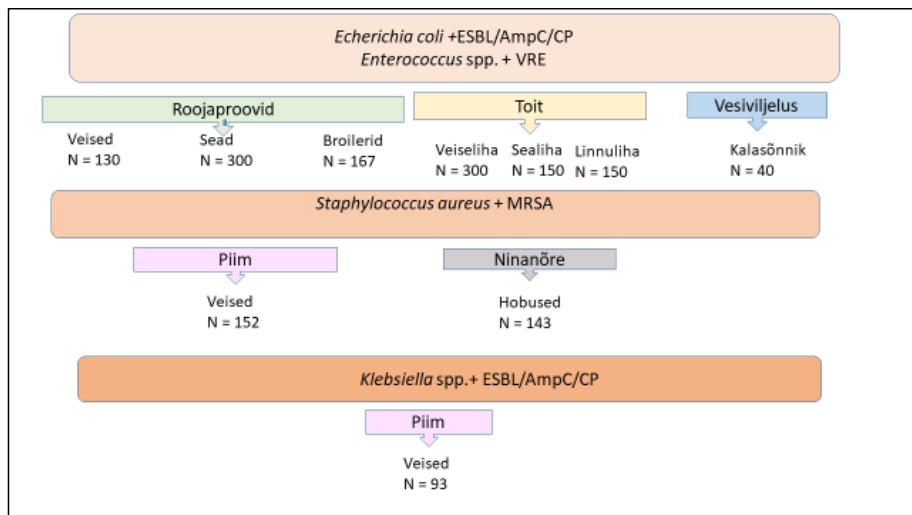 Echerichia coli +ESBL/AmpC/CP
Enterococcus spp. + VRE
Roojaproovid
Toit
Vesiviljelus
Veised
N = 130
Sead
N = 300
Broilerid
N = 167
Veiseliha
N = 300
Sealiha
N = 150
Linnuliha
N = 150
Kalasõnnik
N = 40
Staphylococcus aureus + MRSA
Piim
Ninanõre
Veised
N = 152
Hobused
N = 143
Klebsiella spp.+ ESBL/AmpC/CP
Piim
Veised
N = 93